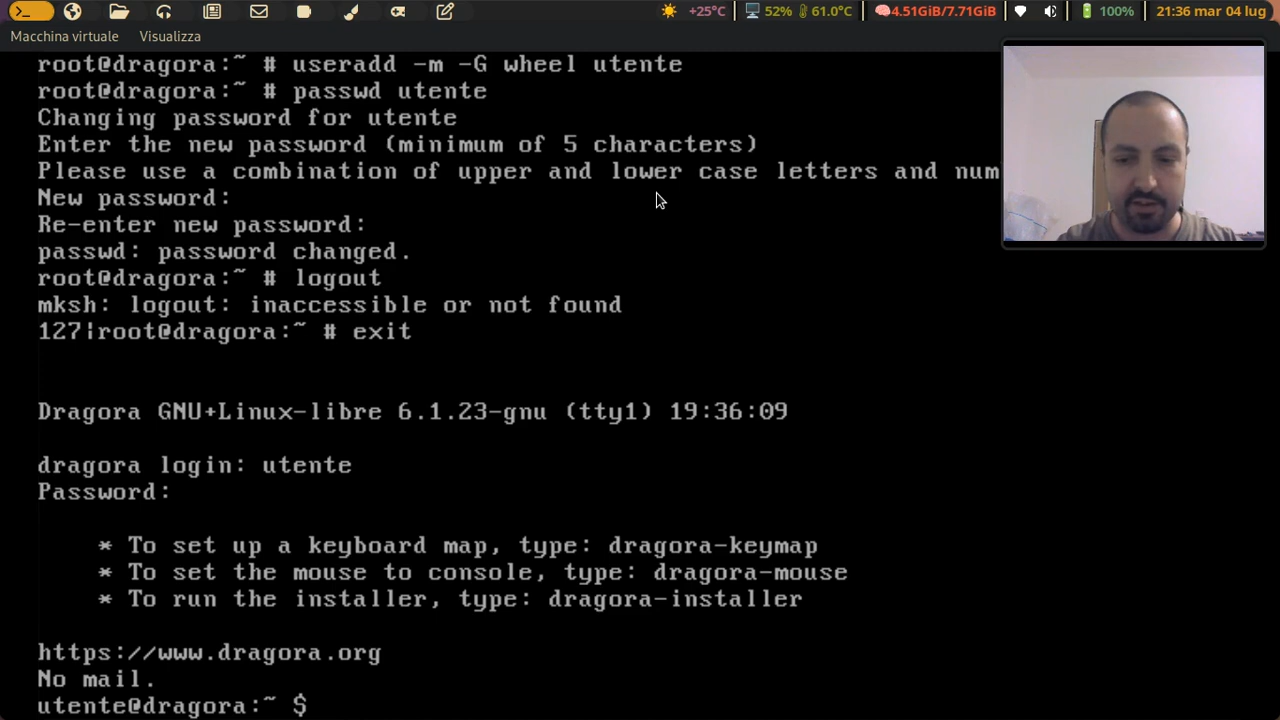 +25°C 52% 61.0°C 4.51GiB/7.71GiB 100% 21:36 mar 04 lug
Macchina virtuale Visualizza
root@dragora:~ # useradd -m -G wheel utente
root@dragora:~ # passwd utente
Changing password for utente
Enter the new password (minimum of 5 characters)
Please use a combination of upper and lower case letters and num
New password:
Re-enter new password:
passwd: password changed.
root@dragora:~ # logout
mksh: logout: inaccessible or not found
127|root@dragora:~ # exit
Dragora GNU+Linux-libre 6.1.23-gnu (tty1) 19:36:09
dragora login: utente
Password:
* To set up a keyboard map, type: dragora-keymap
* To set the mouse to console, type: dragora-mouse
* To run the installer, type: dragora-installer
https://www.dragora.org
No mail.
utente@dragora:~ $